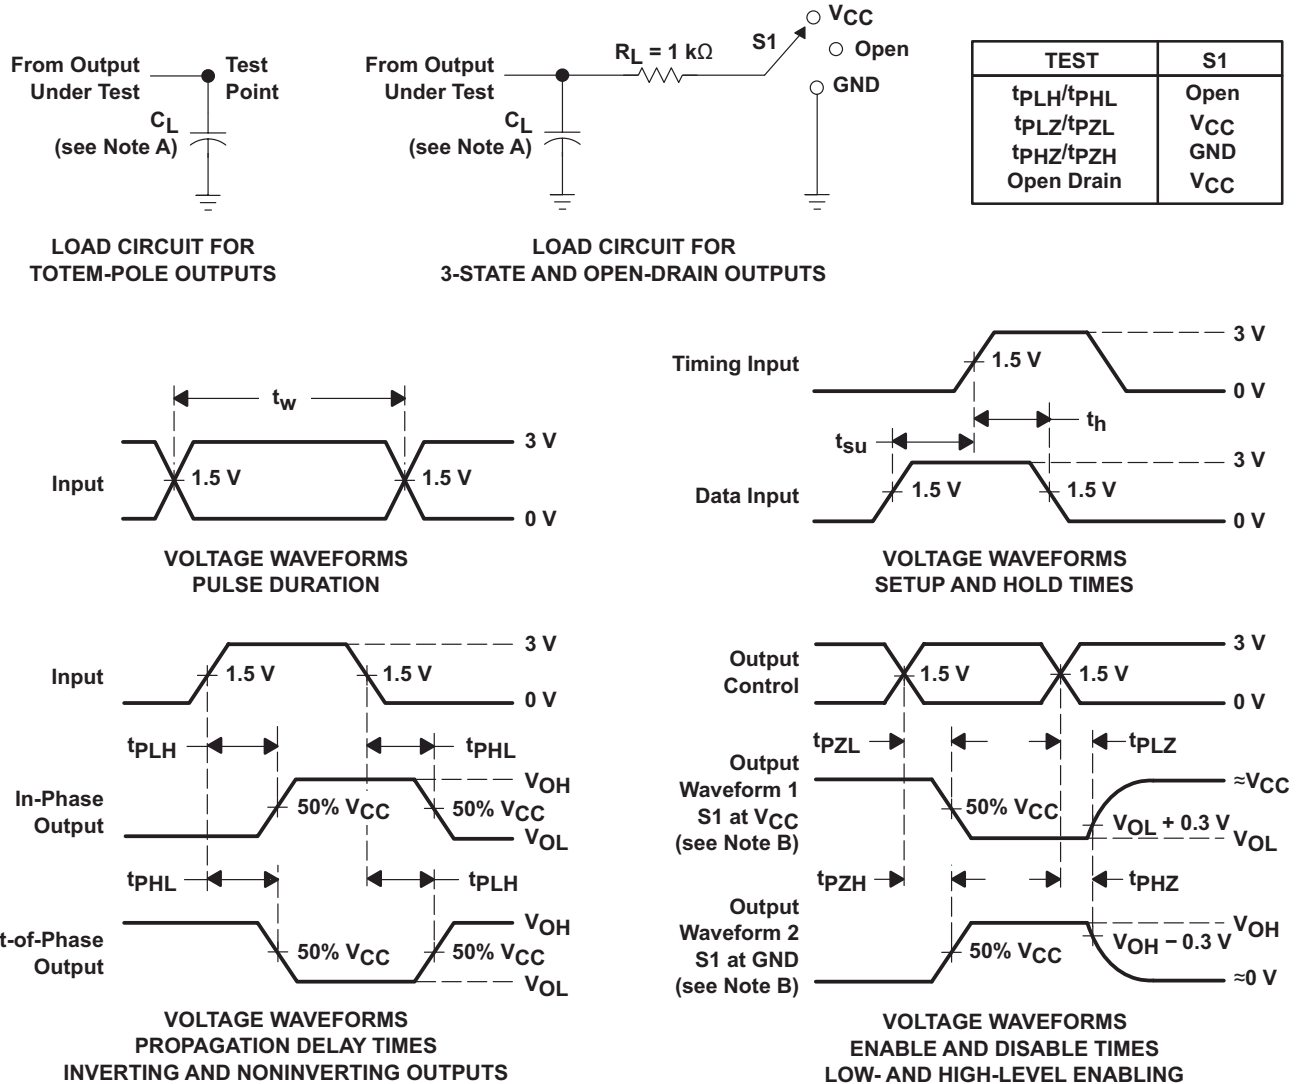 From Output
Under Test
Test
Point
CL
(see Note A)
LOAD CIRCUIT FOR
TOTEM-POLE OUTPUTS
From Output
Under Test
RL = 1 kΩ
S1
VCC
Open
GND
CL
(see Note A)
LOAD CIRCUIT FOR
3-STATE AND OPEN-DRAIN OUTPUTS
TEST S1
tPLH/tPHL Open
tPLZ/tPZL VCC
tPHZ/tPZH GND
Open Drain VCC
tw
Input
1.5 V
1.5 V
3 V
0 V
VOLTAGE WAVEFORMS
PULSE DURATION
Timing Input
1.5 V
3 V
0 V
tsu
th
Data Input
1.5 V
1.5 V
3 V
0 V
VOLTAGE WAVEFORMS
SETUP AND HOLD TIMES
Input
1.5 V
1.5 V
3 V
0 V
tPLH
tPHL
In-Phase
Output
50% VCC
50% VCC
VOH
VOL
tPHL
tPLH
t-of-Phase
Output
50% VCC
50% VCC
VOH
VOL
VOLTAGE WAVEFORMS
PROPAGATION DELAY TIMES
INVERTING AND NONINVERTING OUTPUTS
Output
Control
1.5 V
1.5 V
3 V
0 V
tPZL
tPLZ
Output
Waveform 1
S1 at VCC
(see Note B)
50% VCC
VOL + 0.3 V
≈VCC
VOL
tPZH
tPHZ
Output
Waveform 2
S1 at GND
(see Note B)
50% VCC
VOH − 0.3 V
VOH
≈0 V
VOLTAGE WAVEFORMS
ENABLE AND DISABLE TIMES
LOW- AND HIGH-LEVEL ENABLING